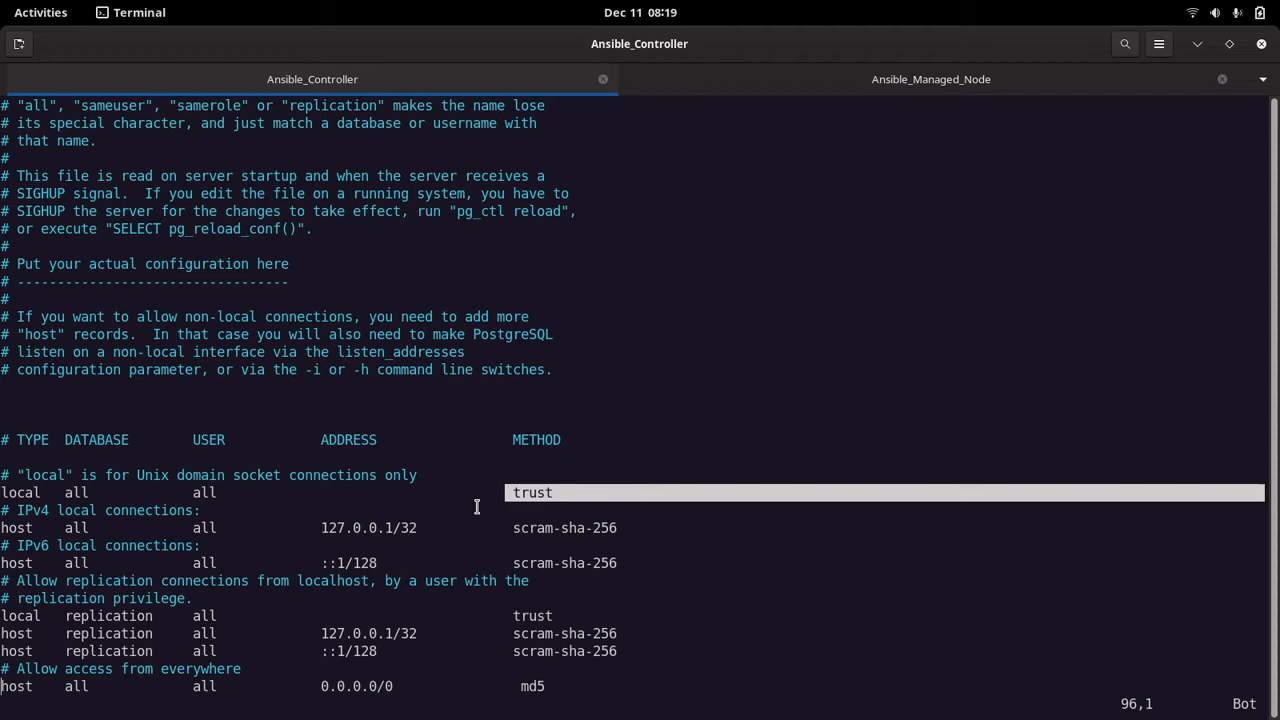 Activities Terminal Dec 11 08:19
Ansible_Controller
Ansible_Controller Ansible_Managed_Node
# "all", "sameuser", "samerole" or "replication" makes the name lose
# its special character, and just match a database or username with
# that name.
#
# This file is read on server startup and when the server receives a
# SIGHUP signal.  If you edit the file on a running system, you have to
# SIGHUP the server for the changes to take effect, run "pg_ctl reload",
# or execute "SELECT pg_reload_conf()".
#
# Put your actual configuration here
# ----------------------------------
#
# If you want to allow non-local connections, you need to add more
# "host" records.  In that case you will also need to make PostgreSQL
# listen on a non-local interface via the listen_addresses
# configuration parameter, or via the -i or -h command line switches.
# TYPE  DATABASE        USER            ADDRESS                 METHOD
# "local" is for Unix domain socket connections only
local   all             all                                     trust
# IPv4 local connections:
host    all             all             127.0.0.1/32            scram-sha-256
# IPv6 local connections:
host    all             all             ::1/128                 scram-sha-256
# Allow replication connections from localhost, by a user with the
# replication privilege.
local   replication     all                                     trust
host    replication     all             127.0.0.1/32            scram-sha-256
host    replication     all             ::1/128                 scram-sha-256
# Allow access from everywhere
host    all             all             0.0.0.0/0                md5
96,1 Bot